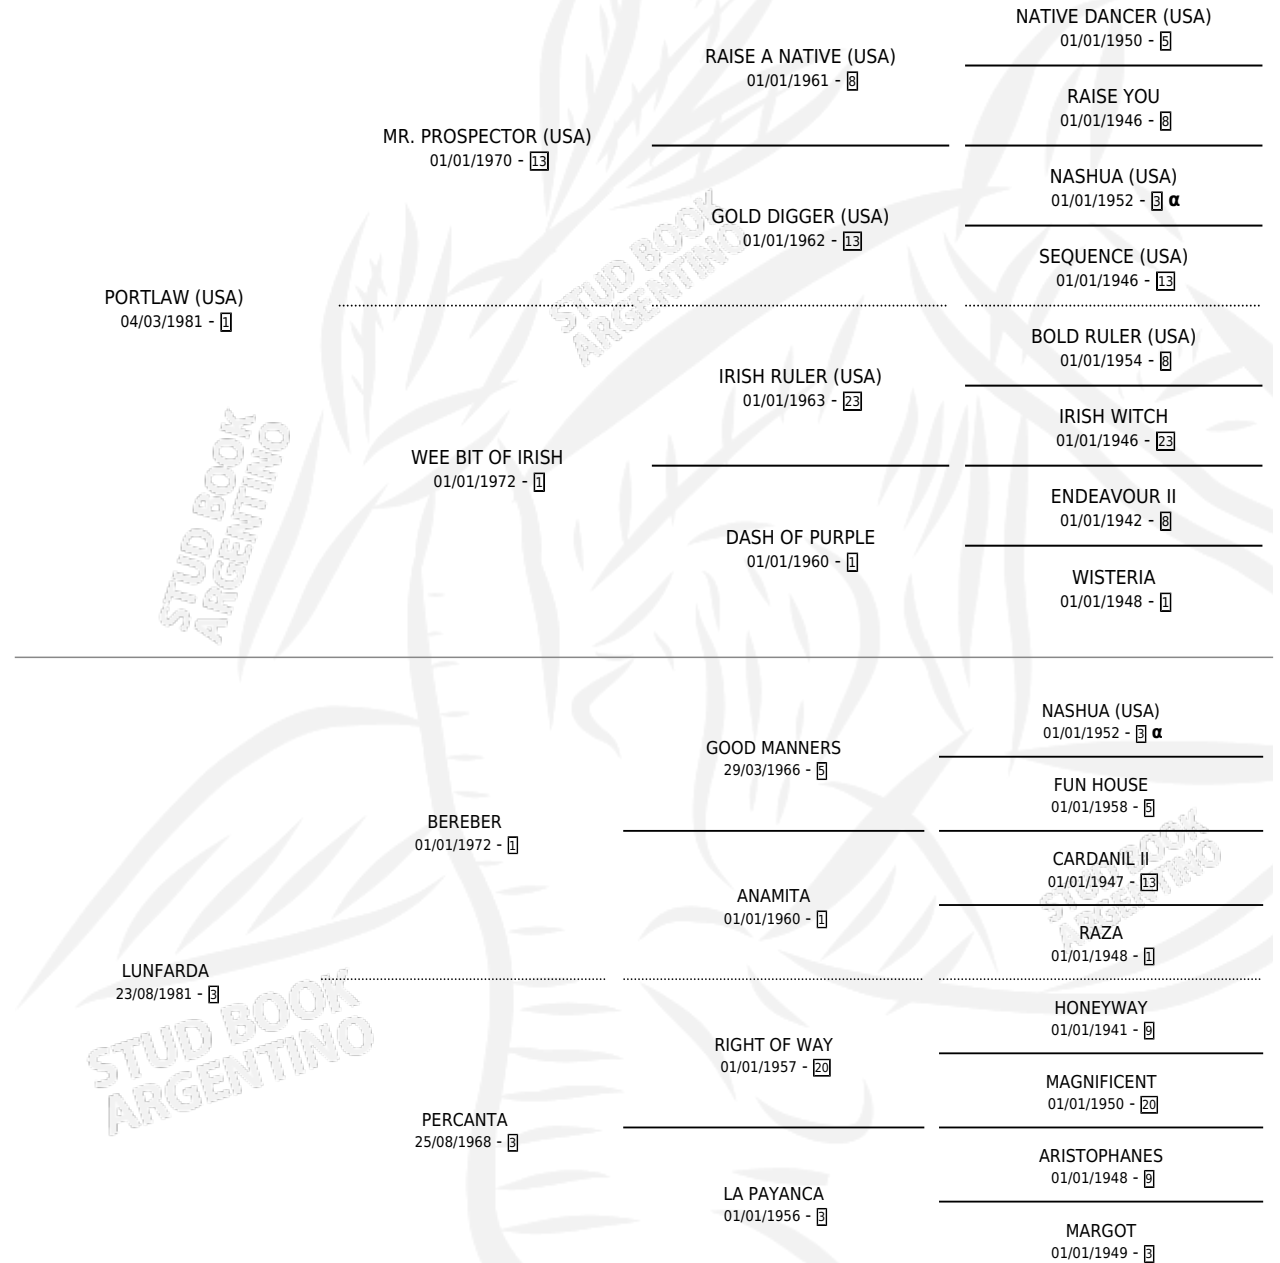 NATIVE DANCER (USA)
01/01/1950 - 5
RAISE A NATIVE (USA)
01/01/1961 - 8
RAISE YOU
01/01/1946 - 8
MR. PROSPECTOR (USA)
01/01/1970 - 13
NASHUA (USA)
01/01/1952 - 3 α
GOLD DIGGER (USA)
01/01/1962 - 13
SEQUENCE (USA)
01/01/1946 - 13
PORTLAW (USA)
04/03/1981 - 1
BOLD RULER (USA)
01/01/1954 - 8
IRISH RULER (USA)
01/01/1963 - 23
IRISH WITCH
01/01/1946 - 23
WEE BIT OF IRISH
01/01/1972 - 1
ENDEAVOUR II
01/01/1942 - 8
DASH OF PURPLE
01/01/1960 - 1
WISTERIA
01/01/1948 - 1
NASHUA (USA)
01/01/1952 - 3 α
GOOD MANNERS
29/03/1966 - 5
FUN HOUSE
01/01/1958 - 5
BEREBER
01/01/1972 - 1
CARDANIL II
01/01/1947 - 13
ANAMITA
01/01/1960 - 1
RAZA
01/01/1948 - 1
LUNFARDA
23/08/1981 - 3
HONEYWAY
01/01/1941 - 9
RIGHT OF WAY
01/01/1957 - 20
MAGNIFICENT
01/01/1950 - 20
PERCANTA
25/08/1968 - 3
ARISTOPHANES
01/01/1948 - 9
LA PAYANCA
01/01/1956 - 3
MARGOT
01/01/1949 - 3
STUD BOOK
ARGENTINO
STUD BOOK
ARGENTINO
STUD BOOK
ARGENTINO
STUD BOOK
ARGENTINO